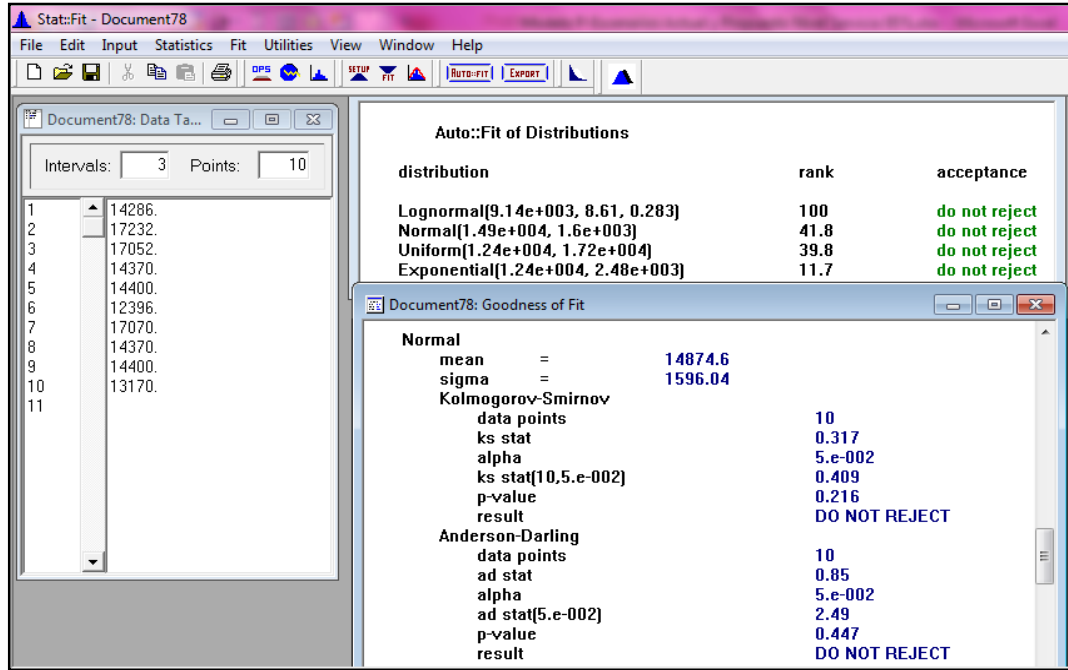 Stat::Fit - Document78
File Edit Input Statistics Fit Utilities View Window Help
OPS SETUP FIT AUTO::FIT EXPORT
Document78: Data Ta...
Intervals: 3 Points: 10
1 14286.
2 17232.
3 17052.
4 14370.
5 14400.
6 12396.
7 17070.
8 14370.
9 14400.
10 13170.
11
Auto::Fit of Distributions
distribution rank acceptance
Lognormal(9.14e+003, 8.61, 0.283) 100 do not reject
Normal(1.49e+004, 1.6e+003) 41.8 do not reject
Uniform(1.24e+004, 1.72e+004) 39.8 do not reject
Exponential(1.24e+004, 2.48e+003) 11.7 do not reject
Document78: Goodness of Fit
Normal
mean = 14874.6
sigma = 1596.04
Kolmogorov-Smirnov
data points 10
ks stat 0.317
alpha 5.e-002
ks stat(10,5.e-002) 0.409
p-value 0.216
result DO NOT REJECT
Anderson-Darling
data points 10
ad stat 0.85
alpha 5.e-002
ad stat(5.e-002) 2.49
p-value 0.447
result DO NOT REJECT